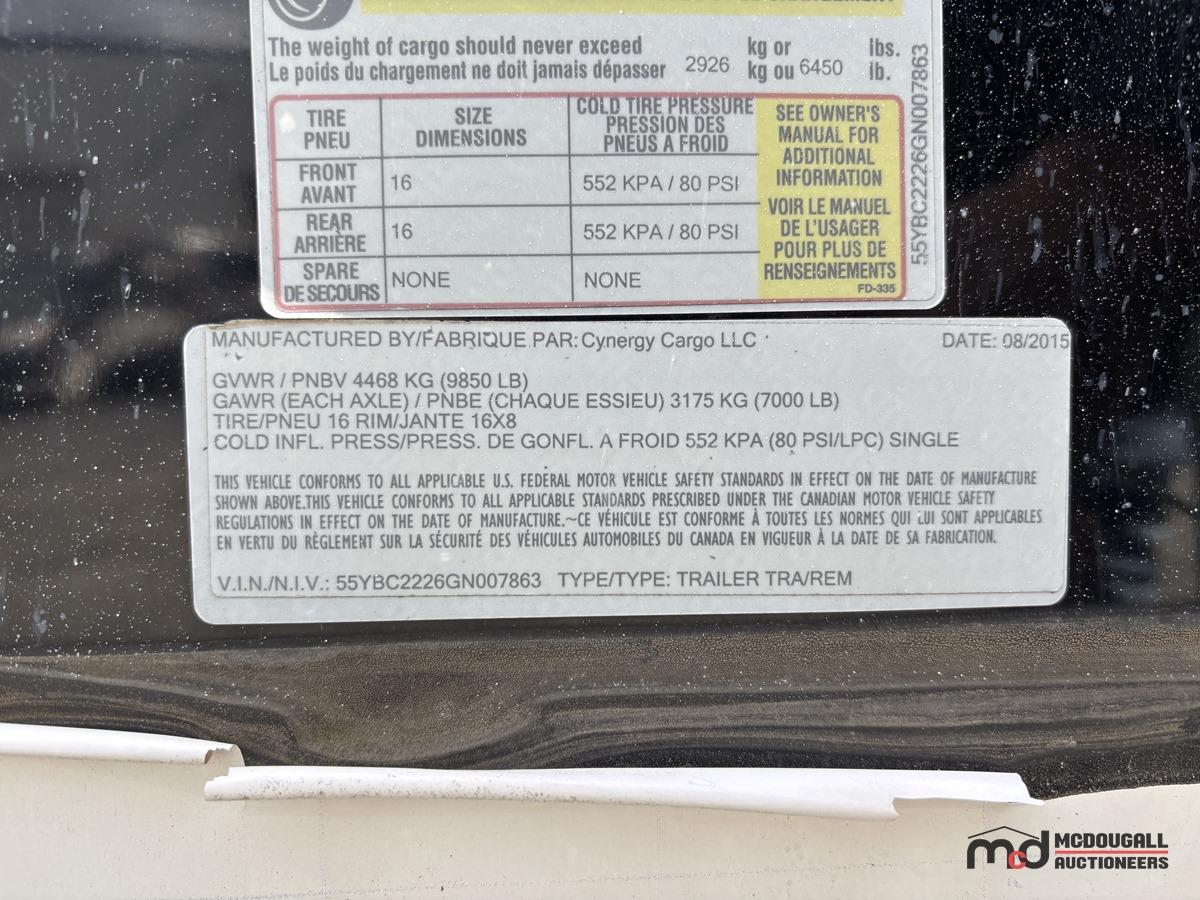 The weight of cargo should never exceed kg or lbs.
Le poids du chargement ne doit jamais dépasser 2926 kg ou 6450 lb.
TIRE SIZE COLD TIRE PRESSURE
PNEU DIMENSIONS PRESSION DES
PNEUS A FROID
FRONT
AVANT 16 552 KPA / 80 PSI
REAR
ARRIÈRE 16 552 KPA / 80 PSI
SPARE
DE SECOURS NONE NONE
SEE OWNER'S
MANUAL FOR
ADDITIONAL
INFORMATION
VOIR LE MANUEL
DE L'USAGER
POUR PLUS DE
RENSEIGNEMENTS
FD-335
55YBC2226GN007863
MANUFACTURED BY/FABRIQUE PAR: Cynergy Cargo LLC DATE: 08/2015
GVWR / PNBV 4468 KG (9850 LB)
GAWR (EACH AXLE) / PNBE (CHAQUE ESSIEU) 3175 KG (7000 LB)
TIRE/PNEU 16 RIM/JANTE 16X8
COLD INFL. PRESS/PRESS. DE GONFL. A FROID 552 KPA (80 PSI/LPC) SINGLE
THIS VEHICLE CONFORMS TO ALL APPLICABLE U.S. FEDERAL MOTOR VEHICLE SAFETY STANDARDS IN EFFECT ON THE DATE OF MANUFACTURE
SHOWN ABOVE.THIS VEHICLE CONFORMS TO ALL APPLICABLE STANDARDS PRESCRIBED UNDER THE CANADIAN MOTOR VEHICLE SAFETY
REGULATIONS IN EFFECT ON THE DATE OF MANUFACTURE.~CE VÉHICULE EST CONFORME À TOUTES LES NORMES QUI LUI SONT APPLICABLES
EN VERTU DU RÈGLEMENT SUR LA SÉCURITÉ DES VÉHICULES AUTOMOBILES DU CANADA EN VIGUEUR À LA DATE DE SA FABRICATION.
V.I.N./N.I.V.: 55YBC2226GN007863 TYPE/TYPE: TRAILER TRA/REM
mcd MCDOUGALL
AUCTIONEERS